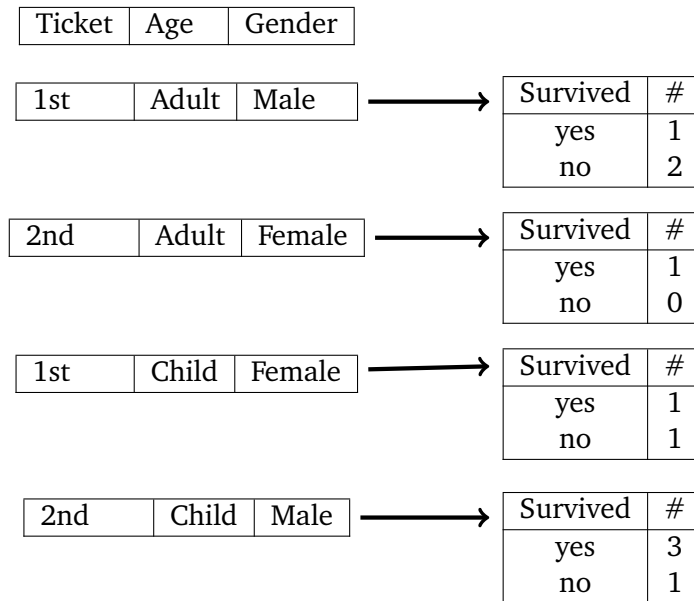 Ticket Age Gender
1st Adult Male
Survived #
yes 1
no 2
2nd Adult Female
Survived #
yes 1
no 0
1st Child Female
Survived #
yes 1
no 1
2nd Child Male
Survived #
yes 3
no 1